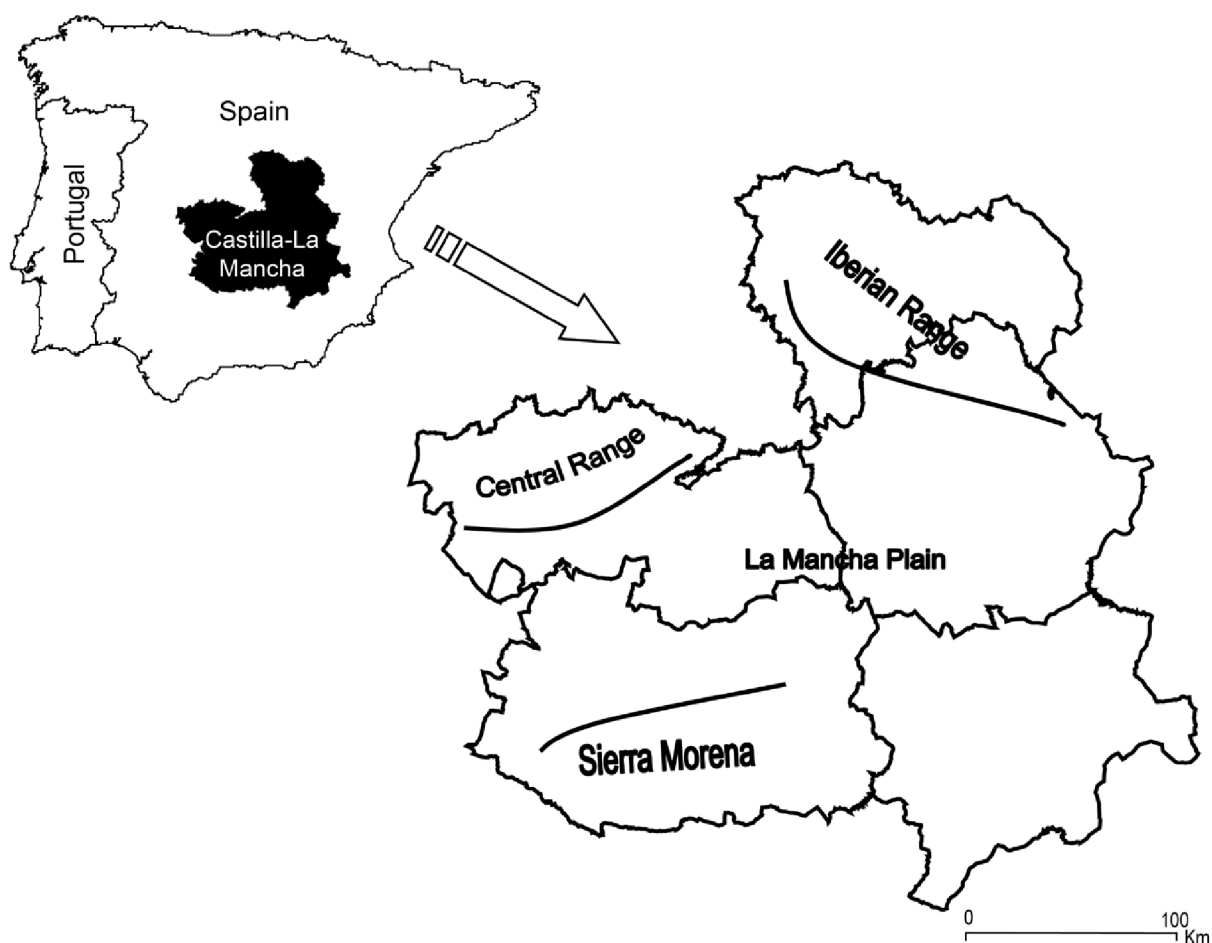 Spain
Portugal
Castilla-La
Mancha
Iberian Range
Central Range
La Mancha Plain
Sierra Morena
0 100
Km